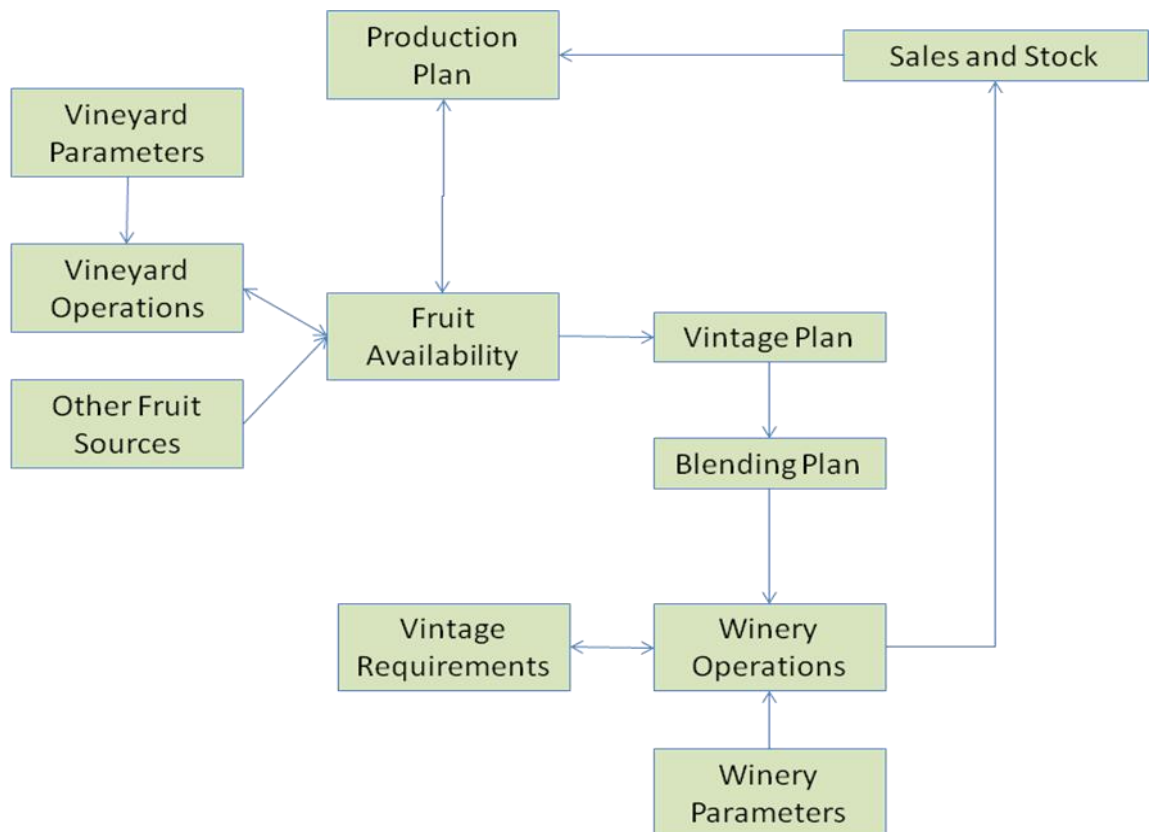 Production
Plan
Sales and Stock
Vineyard
Parameters
Vineyard
Operations
Fruit
Availability
Vintage Plan
Other Fruit
Sources
Blending Plan
Vintage
Requirements
Winery
Operations
Winery
Parameters